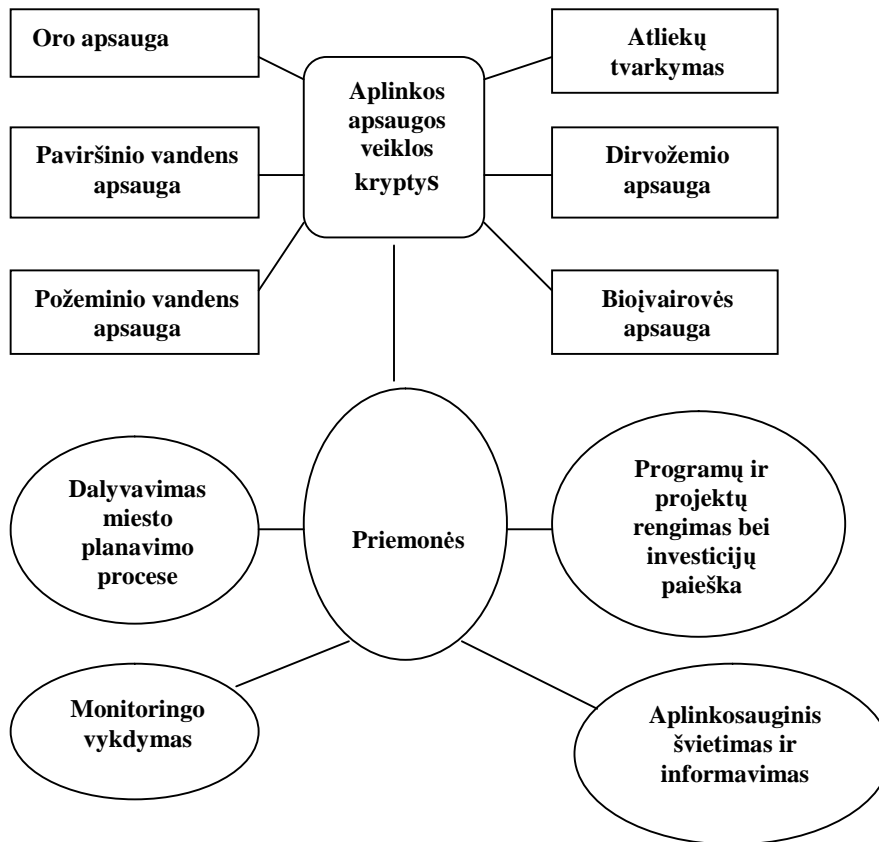 Oro apsauga
Atliekų
tvarkymas
Aplinkos
apsaugos
veiklos
kryptys
Paviršinio vandens
apsauga
Dirvožemio
apsauga
Požeminio vandens
apsauga
Bioįvairovės
apsauga
Dalyvavimas
miesto
planavimo
procese
Priemonės
Programų ir
projektų
rengimas bei
investicijų
paieška
Monitoringo
vykdymas
Aplinkosauginis
švietimas ir
informavimas